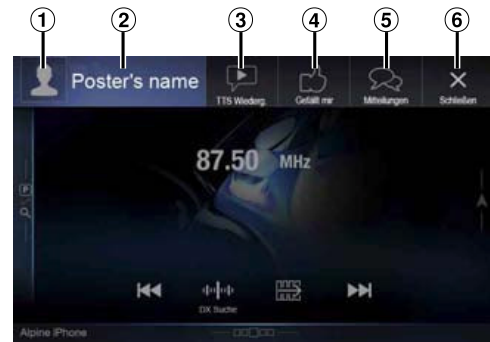 1 2 3 4 5 6
Poster's name
TTS Wiederg.
Gefällt mir
Mitteilungen
Schließen
87.50 MHz
P
DX Suche
Alpine iPhone